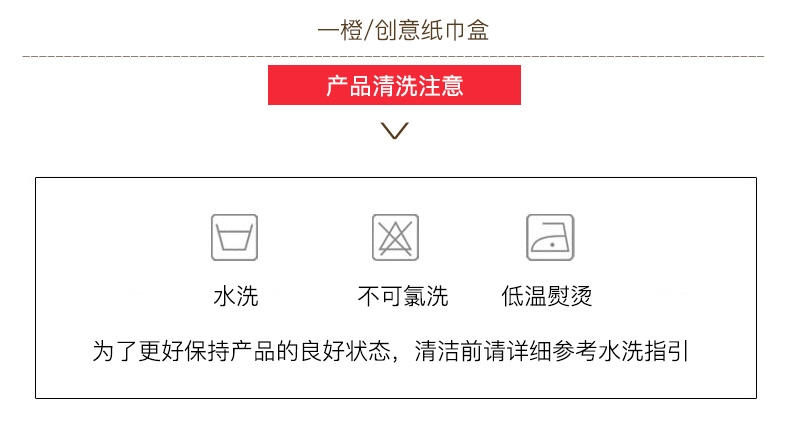 一橙/创意纸巾盒
产品清洗注意
水洗 不可氯洗 低温熨烫
为了更好保持产品的良好状态，清洁前请详细参考水洗指引